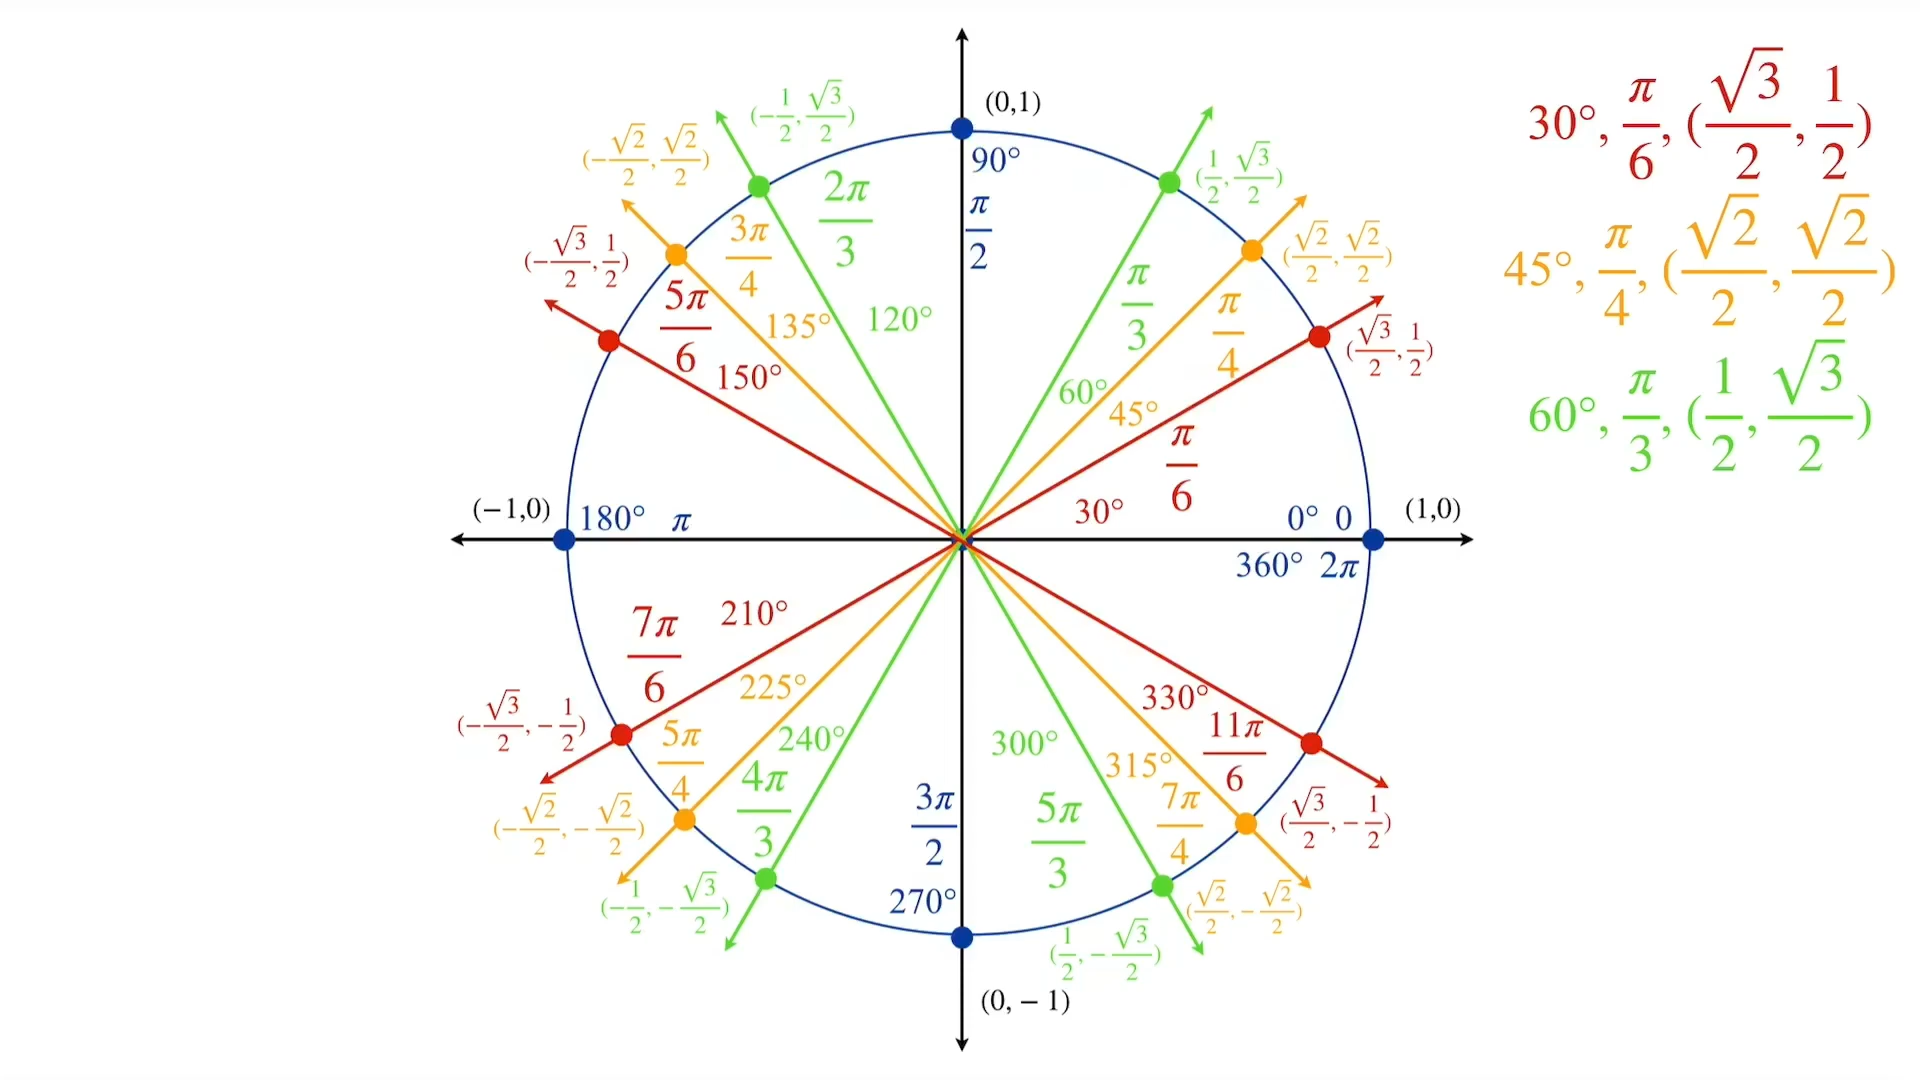 (0,1)
90°
π/2
(1/2, √3/2)
π/3
60°
(√2/2, √2/2)
π/4
45°
(√3/2, 1/2)
π/6
30°
0° 0
(1,0)
360° 2π
(−1/2, √3/2)
2π/3
120°
(−√2/2, √2/2)
3π/4
135°
(−√3/2, 1/2)
5π/6
150°
(−1,0)
180° π
210°
7π/6
(−√3/2, −1/2)
225°
5π/4
(−√2/2, −√2/2)
240°
4π/3
(−1/2, −√3/2)
3π/2
270°
(0, − 1)
300°
5π/3
(1/2, −√3/2)
315°
7π/4
(√2/2, −√2/2)
330°
11π/6
(√3/2, −1/2)
30°, π/6, (√3/2, 1/2)
45°, π/4, (√2/2, √2/2)
60°, π/3, (1/2, √3/2)